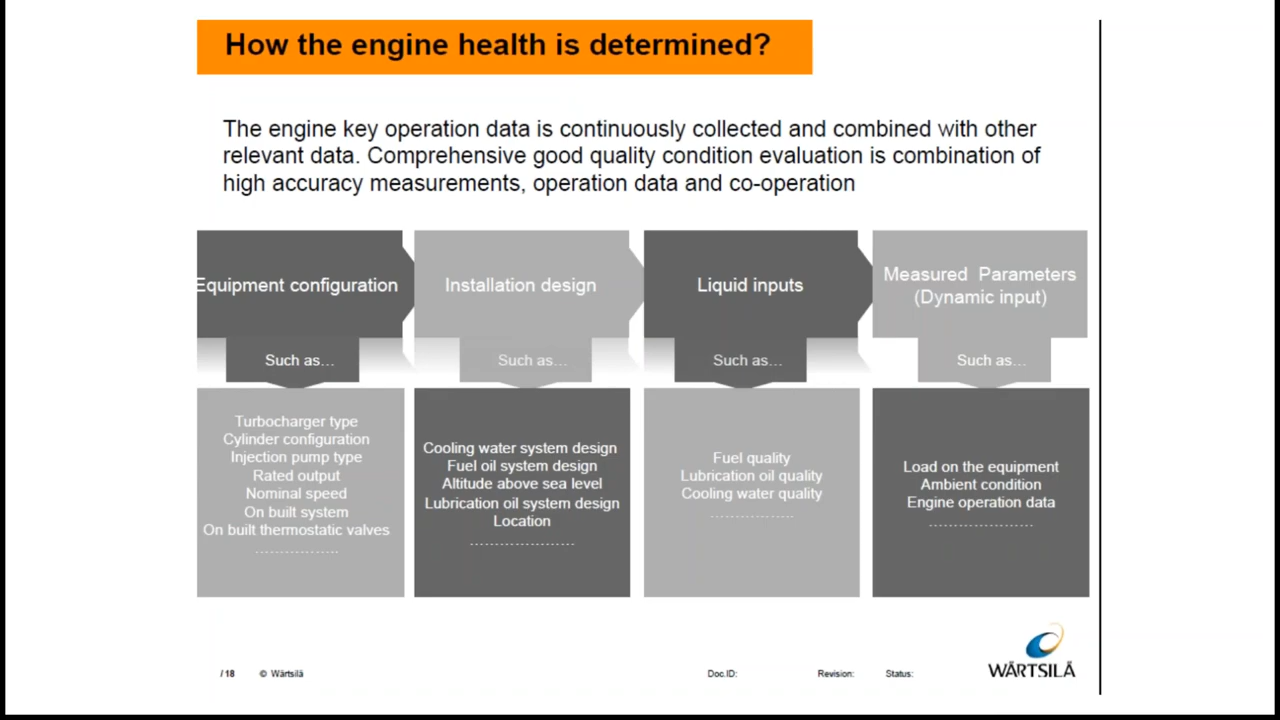 How the engine health is determined?
The engine key operation data is continuously collected and combined with other
relevant data. Comprehensive good quality condition evaluation is combination of
high accuracy measurements, operation data and co-operation
Equipment configuration
Such as...
Turbocharger type
Cylinder configuration
Injection pump type
Rated output
Nominal speed
On built system
On built thermostatic valves
..................
Installation design
Such as...
Cooling water system design
Fuel oil system design
Altitude above sea level
Lubrication oil system design
Location
......................
Liquid inputs
Such as...
Fuel quality
Lubrication oil quality
Cooling water quality
..................
Measured Parameters
(Dynamic input)
Such as...
Load on the equipment
Ambient condition
Engine operation data
......................
/ 18 © Wärtsilä Doc.ID: Revision: Status:
WÄRTSILÄ